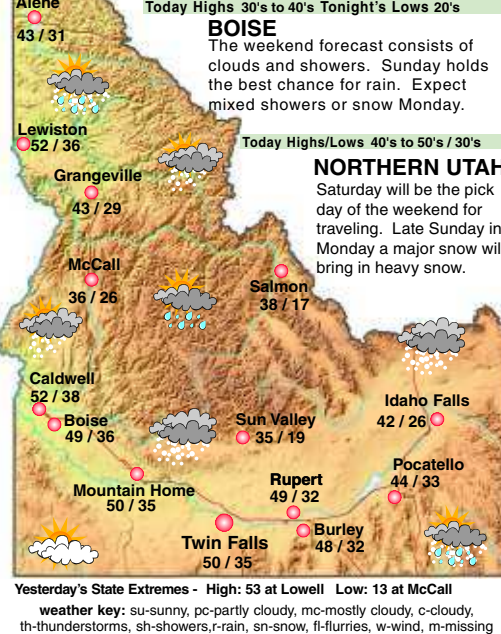 Today Highs 30's to 40's Tonight's Lows 20's
BOISE
The weekend forecast consists of
clouds and showers. Sunday holds
the best chance for rain. Expect
mixed showers or snow Monday.
Today Highs/Lows 40's to 50's / 30's
NORTHERN UTAH
Saturday will be the pick
day of the weekend for
traveling. Late Sunday in
Monday a major snow wil
bring in heavy snow.
Alene
43 / 31
Lewiston
52 / 36
Grangeville
43 / 29
McCall
36 / 26
Salmon
38 / 17
Caldwell
52 / 38
Boise
49 / 36
Sun Valley
35 / 19
Idaho Falls
42 / 26
Pocatello
44 / 33
Mountain Home
50 / 35
Rupert
49 / 32
Burley
48 / 32
Twin Falls
50 / 35
Yesterday's State Extremes - High: 53 at Lowell Low: 13 at McCall
weather key: su-sunny, pc-partly cloudy, mc-mostly cloudy, c-cloudy,
th-thunderstorms, sh-showers,r-rain, sn-snow, fl-flurries, w-wind, m-missing